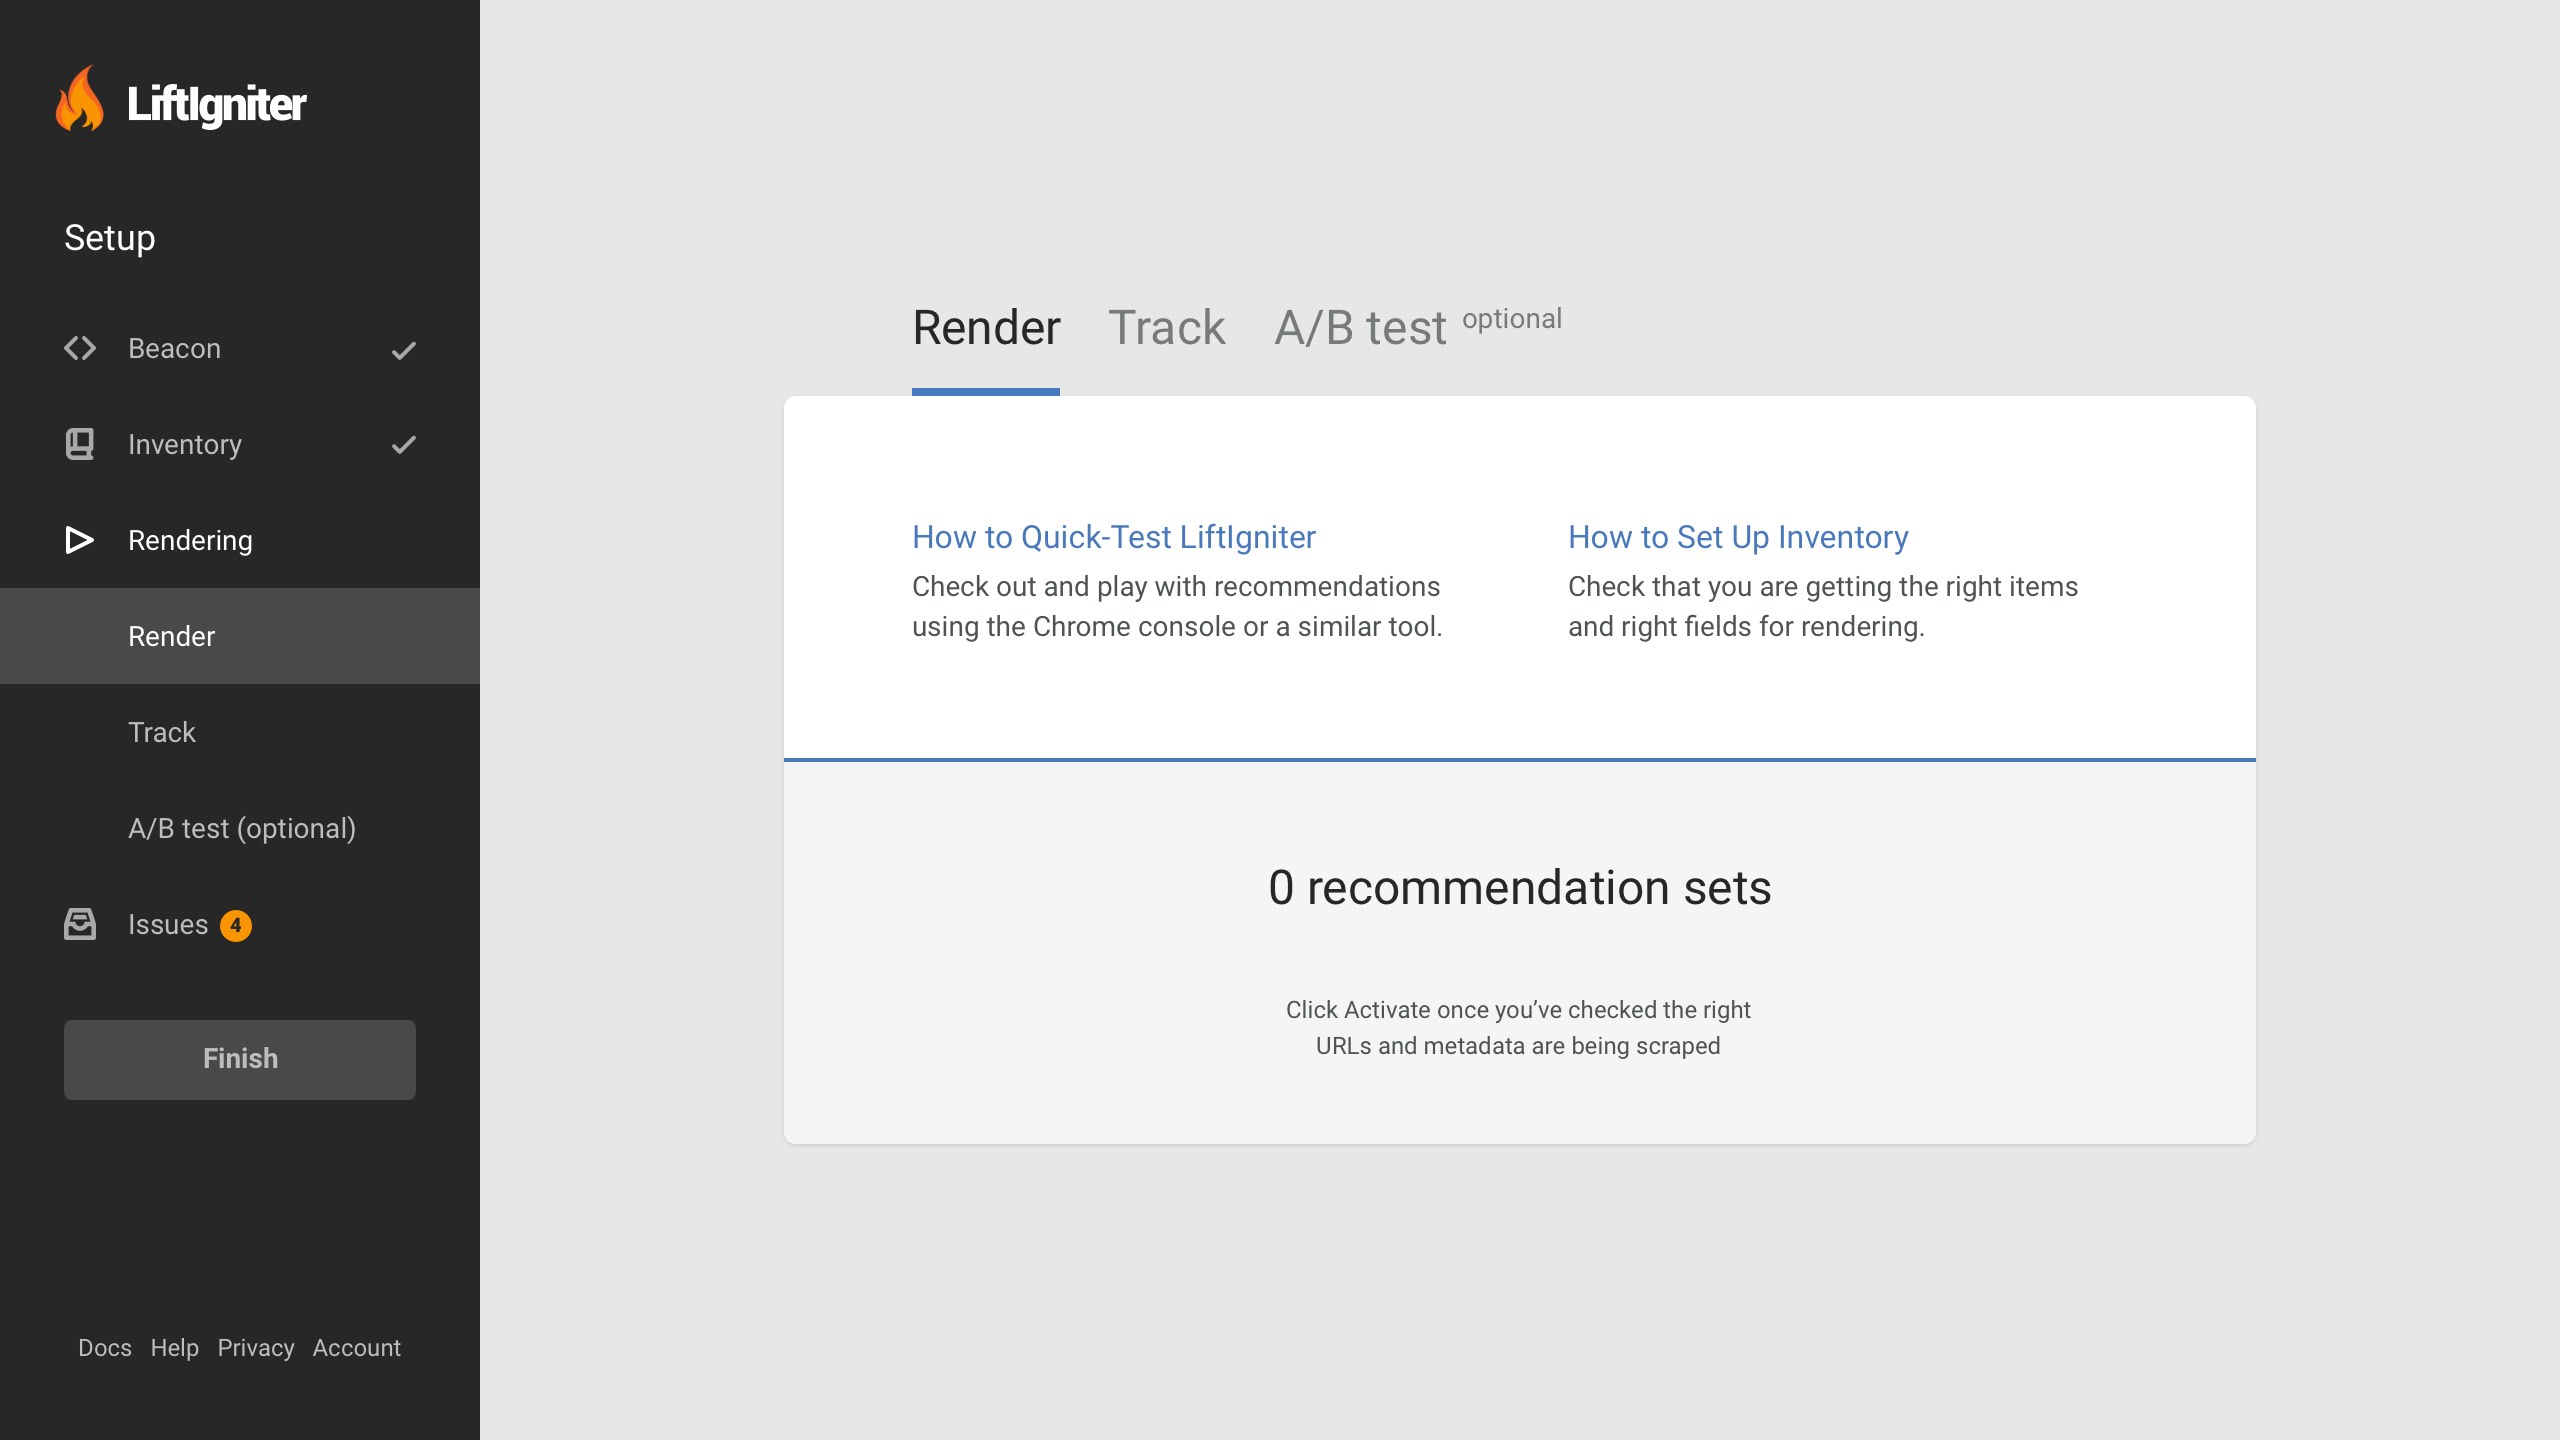 LiftIgniter
Setup
Beacon
Inventory
Rendering
Render
Track
A/B test (optional)
Issues 4
Finish
Docs Help Privacy Account
Render Track A/B test optional
How to Quick-Test LiftIgniter
Check out and play with recommendations
using the Chrome console or a similar tool.
How to Set Up Inventory
Check that you are getting the right items
and right fields for rendering.
0 recommendation sets
Click Activate once you’ve checked the right
URLs and metadata are being scraped